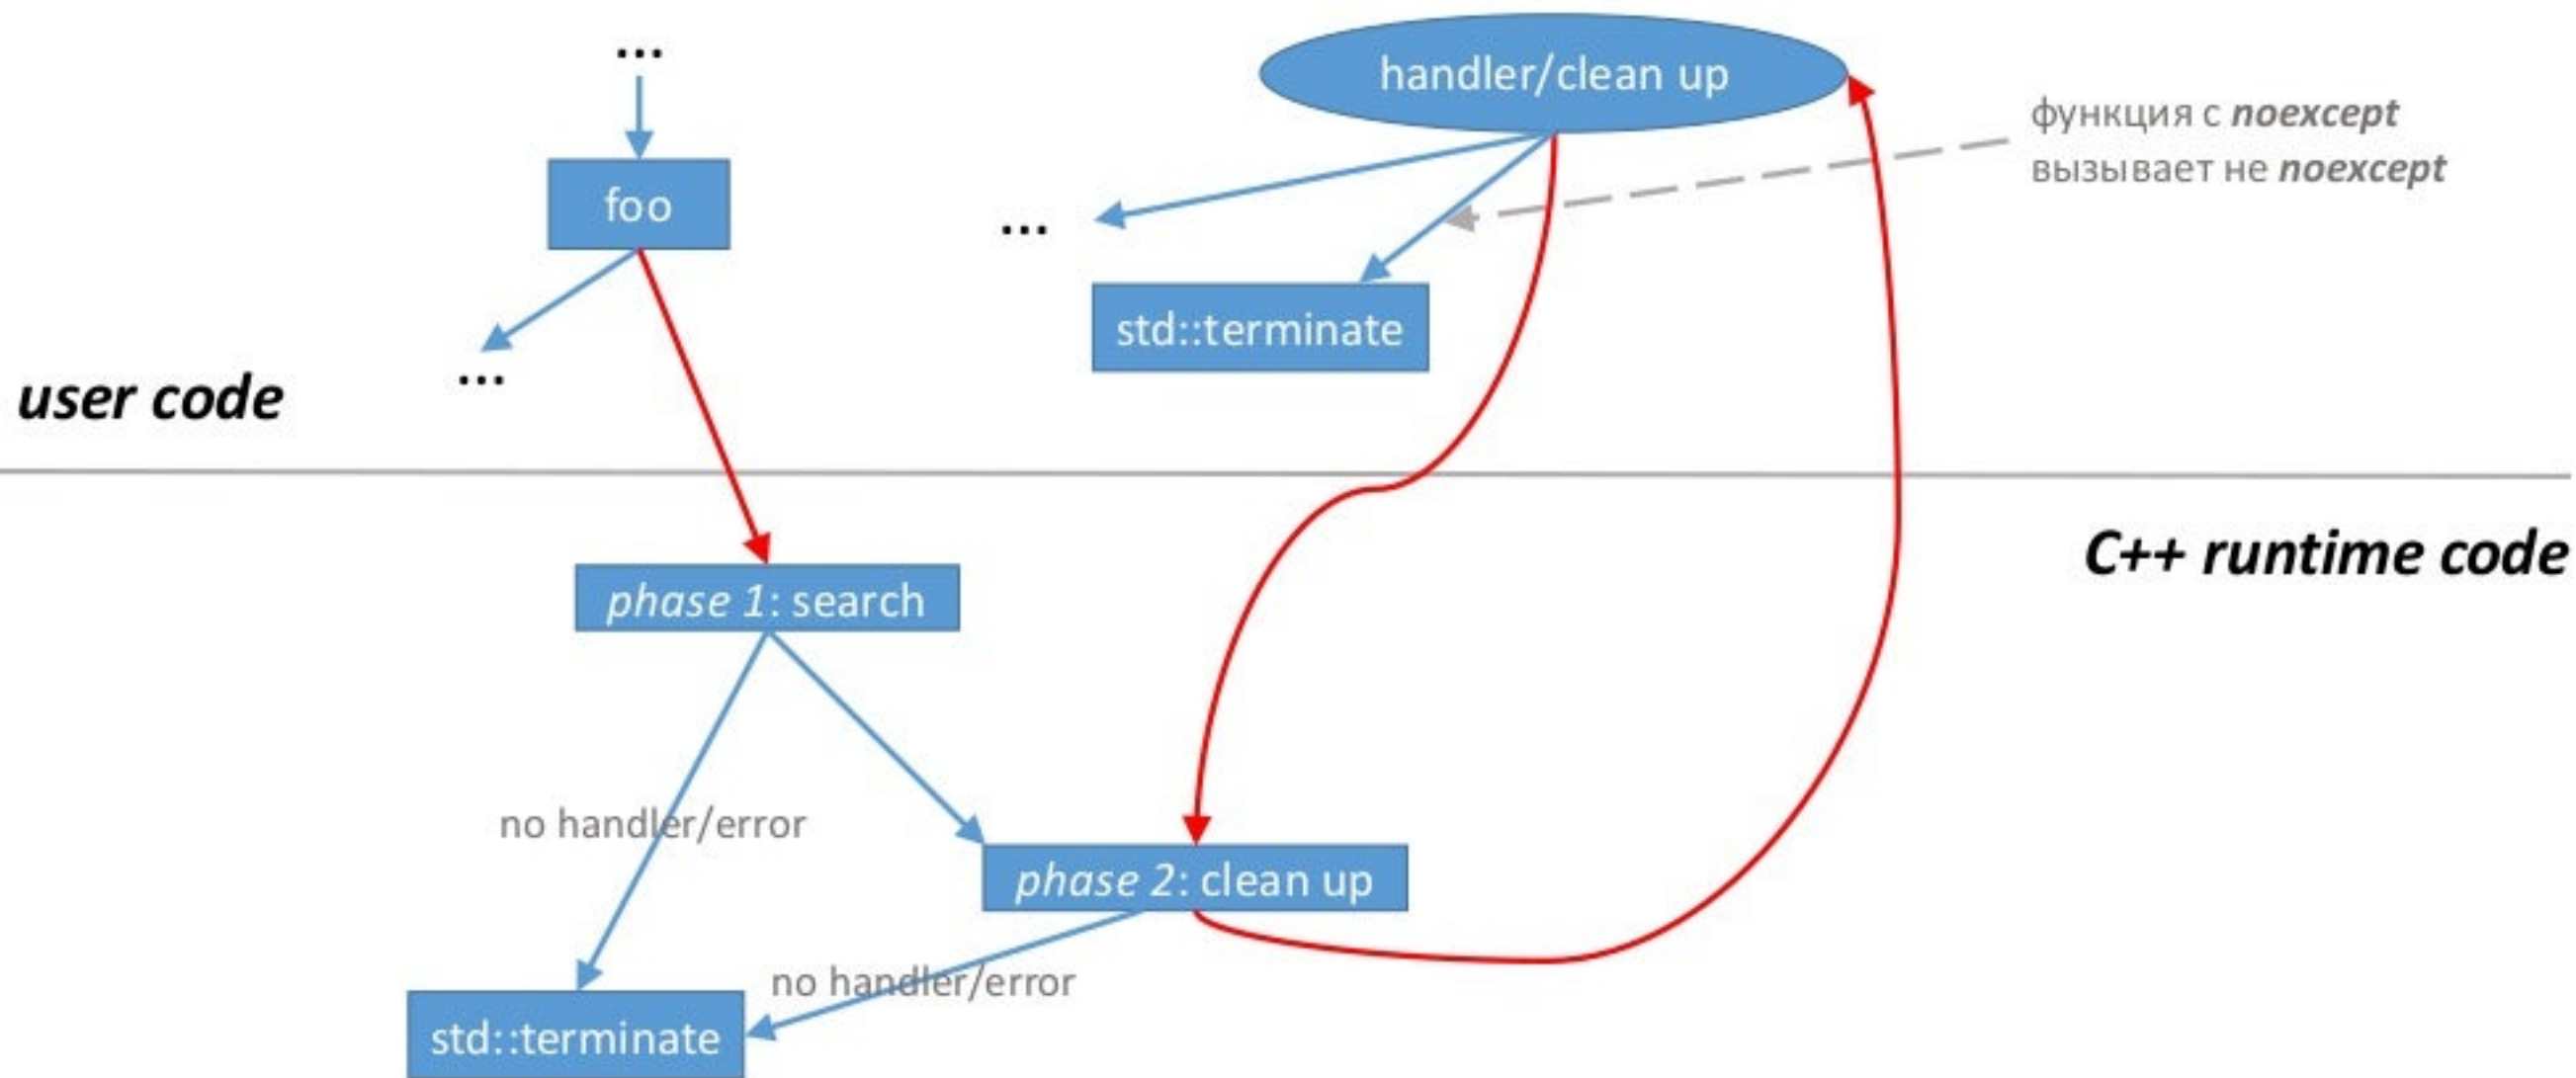 ...
handler/clean up
функция с noexcept
вызывает не noexcept
foo
...
std::terminate
...
user code
C++ runtime code
phase 1: search
no handler/error
phase 2: clean up
no handler/error
std::terminate